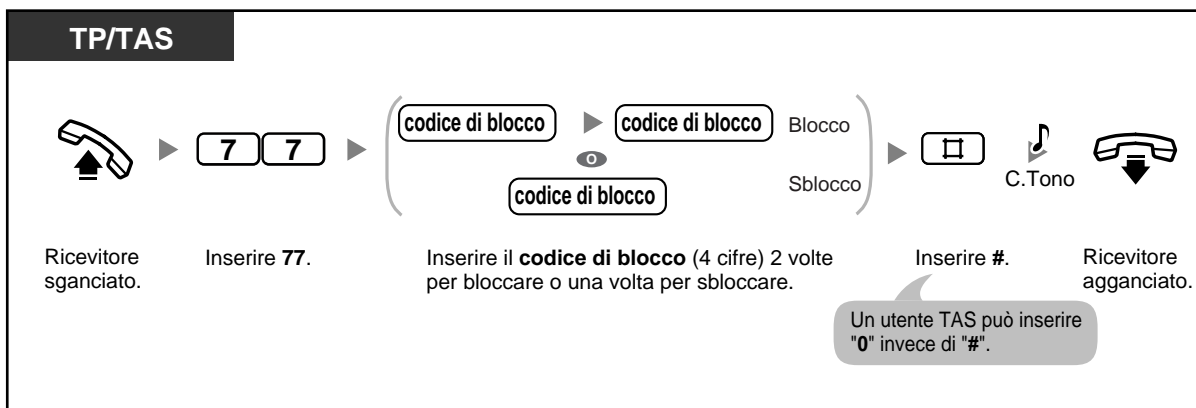 TP/TAS
7 7
codice di blocco codice di blocco Blocco
O
codice di blocco Sblocco
#
C.Tono
Ricevitore
sganciato.
Inserire 77.
Inserire il codice di blocco (4 cifre) 2 volte
per bloccare o una volta per sbloccare.
Inserire #.
Ricevitore
agganciato.
Un utente TAS può inserire
"0" invece di "#".